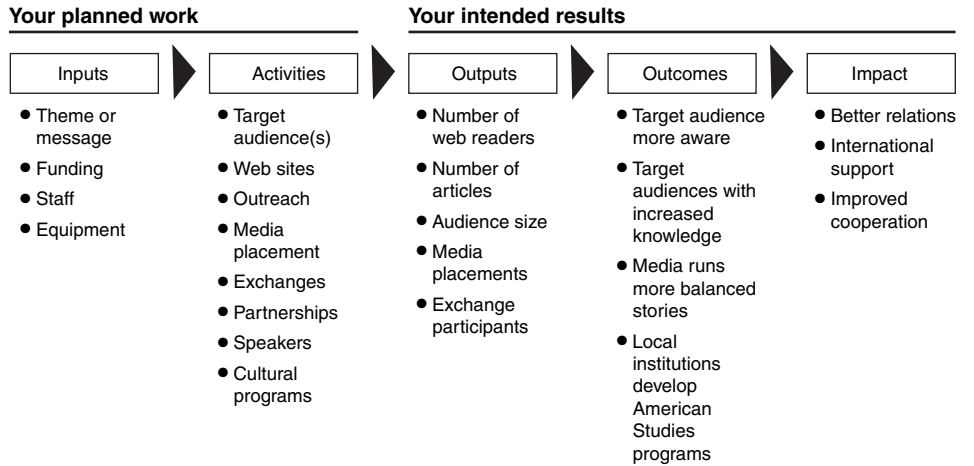 Your planned work
Your intended results
Inputs
Activities
Outputs
Outcomes
Impact
● Theme or
message
● Funding
● Staff
● Equipment
● Target
audience(s)
● Web sites
● Outreach
● Media
placement
● Exchanges
● Partnerships
● Speakers
● Cultural
programs
● Number of
web readers
● Number of
articles
● Audience size
● Media
placements
● Exchange
participants
● Target audience
more aware
● Target
audiences with
increased
knowledge
● Media runs
more balanced
stories
● Local
institutions
develop
American
Studies
programs
● Better relations
● International
support
● Improved
cooperation